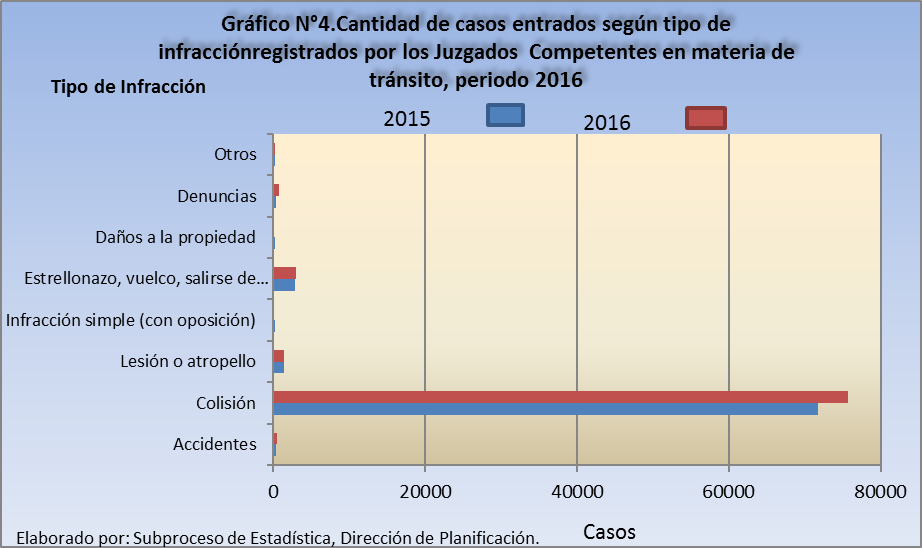 Gráfico N°4.Cantidad de casos entrados según tipo de
infracciónregistrados por los Juzgados Competentes en materia de
tránsito, periodo 2016
Tipo de Infracción
2015
2016
Otros
Denuncias
Daños a la propiedad
Estrellonazo, vuelco, salirse de...
Infracción simple (con oposición)
Lesión o atropello
Colisión
Accidentes
0 20000 40000 60000 80000
Casos
Elaborado por: Subproceso de Estadística, Dirección de Planificación.